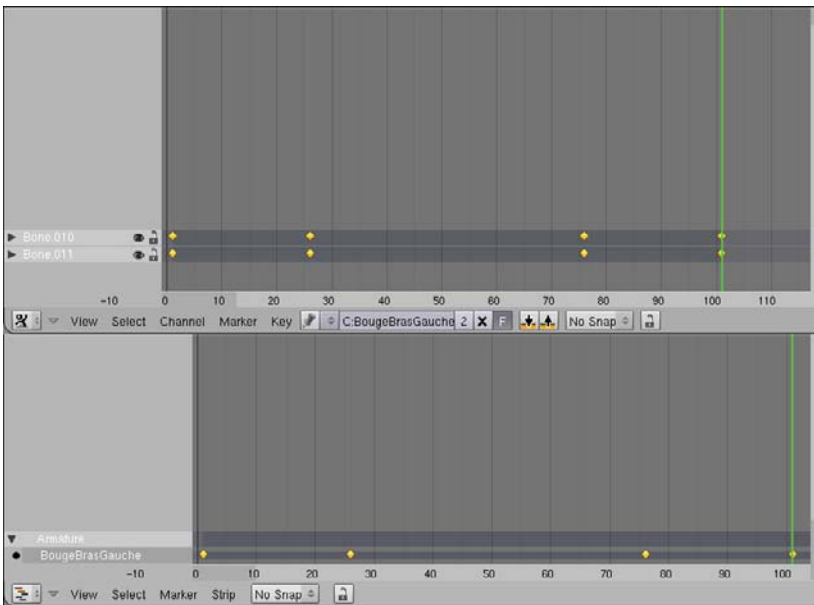 Bone.010
Bone.011
-10 0 10 20 30 40 50 60 70 80 90 100 110
View Select Channel Marker Key C:BougeBrasGauche 2 X F No Snap
Armature
BougeBrasGauche
-10 0 10 20 30 40 50 60 70 80 90 100
View Select Marker Strip No Snap